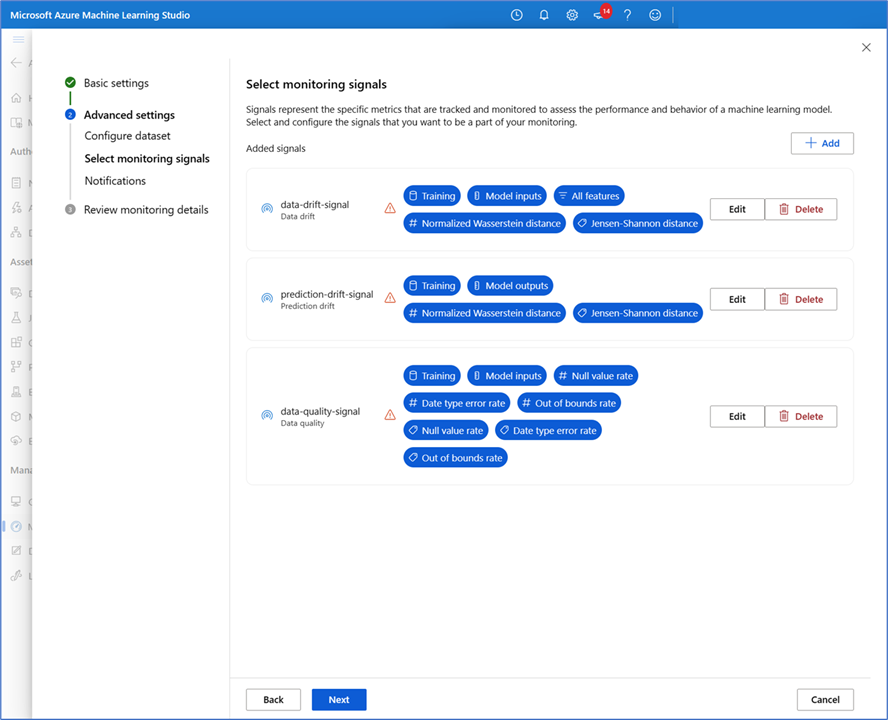 Microsoft Azure Machine Learning Studio
14
Basic settings
2
Advanced settings
Configure dataset
Select monitoring signals
Notifications
3
Review monitoring details
Select monitoring signals
Signals represent the specific metrics that are tracked and monitored to assess the performance and behavior of a machine learning model.
Select and configure the signals that you want to be a part of your monitoring.
Added signals
Add
data-drift-signal
Data drift
Training
Model inputs
All features
# Normalized Wasserstein distance
Jensen-Shannon distance
Edit
Delete
prediction-drift-signal
Prediction drift
Training
Model outputs
# Normalized Wasserstein distance
Jensen-Shannon distance
Edit
Delete
data-quality-signal
Data quality
Training
Model inputs
# Null value rate
# Date type error rate
# Out of bounds rate
Null value rate
Date type error rate
Out of bounds rate
Edit
Delete
Back
Next
Cancel
Auth
Asset
Mana